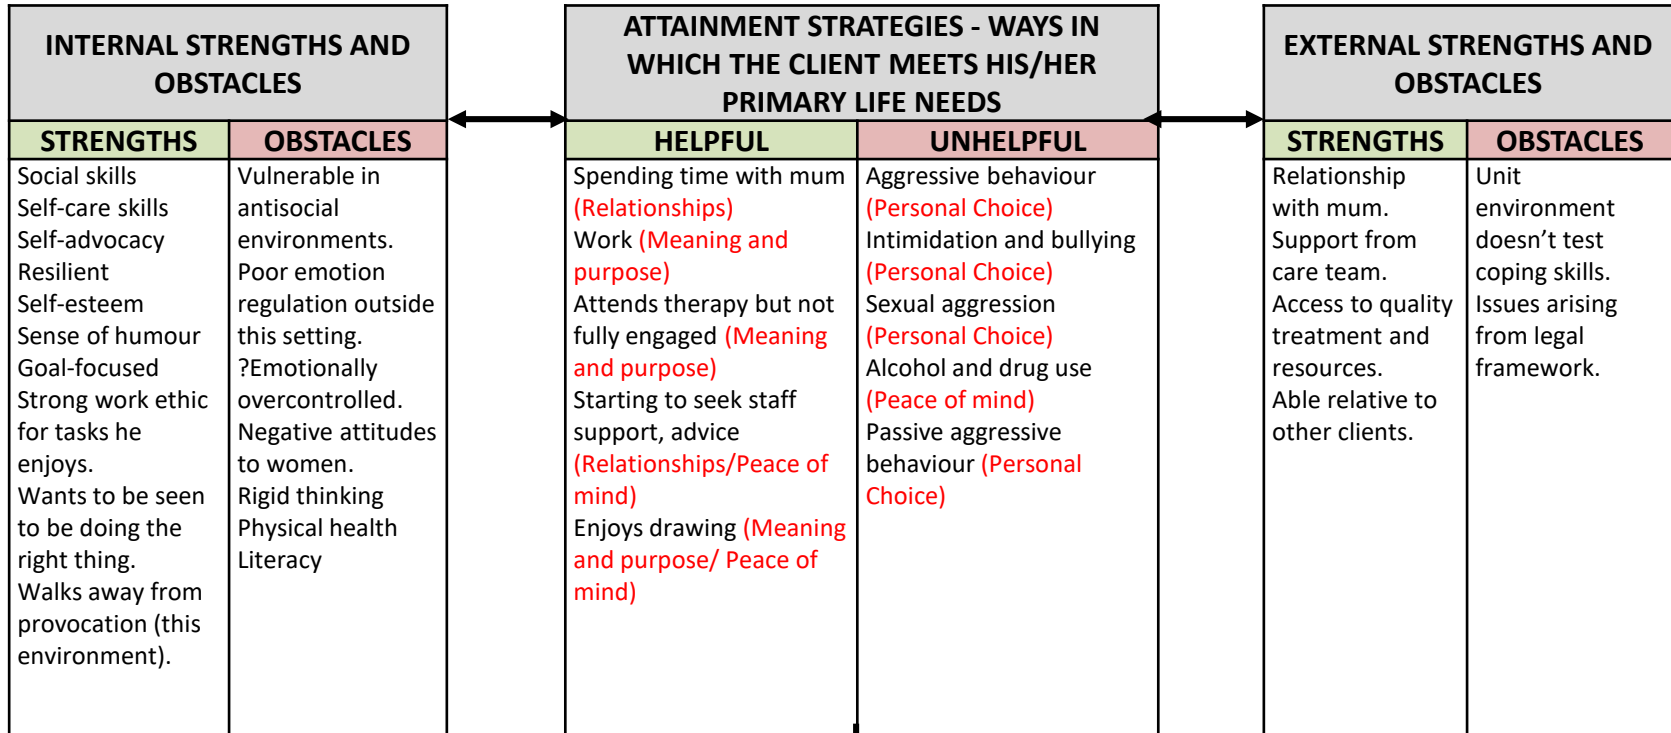 INTERNAL STRENGTHS AND
OBSTACLES
STRENGTHS
Social skills
Self-care skills
Self-advocacy
Resilient
Self-esteem
Sense of humour
Goal-focused
Strong work ethic
for tasks he
enjoys.
Wants to be seen
to be doing the
right thing.
Walks away from
provocation (this
environment).
OBSTACLES
Vulnerable in
antisocial
environments.
Poor emotion
regulation outside
this setting.
?Emotionally
overcontrolled.
Negative attitudes
to women.
Rigid thinking
Physical health
Literacy
ATTAINMENT STRATEGIES - WAYS IN
WHICH THE CLIENT MEETS HIS/HER
PRIMARY LIFE NEEDS
HELPFUL
Spending time with mum
(Relationships)
Work (Meaning and
purpose)
Attends therapy but not
fully engaged (Meaning
and purpose)
Starting to seek staff
support, advice
(Relationships/Peace of
mind)
Enjoys drawing (Meaning
and purpose/ Peace of
mind)
UNHELPFUL
Aggressive behaviour
(Personal Choice)
Intimidation and bullying
(Personal Choice)
Sexual aggression
(Personal Choice)
Alcohol and drug use
(Peace of mind)
Passive aggressive
behaviour (Personal
Choice)
EXTERNAL STRENGTHS AND
OBSTACLES
STRENGTHS
Relationship
with mum.
Support from
care team.
Access to quality
treatment and
resources.
Able relative to
other clients.
OBSTACLES
Unit
environment
doesn’t test
coping skills.
Issues arising
from legal
framework.